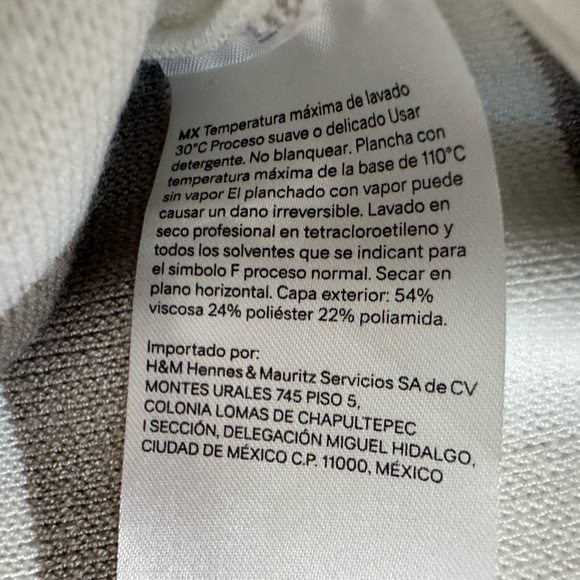 MX Temperatura máxima de lavado
30°C Proceso suave o delicado Usar
detergente. No blanquear. Plancha con
temperatura máxima de la base de 110°C
sin vapor El planchado con vapor puede
causar un dano irreversible. Lavado en
seco profesional en tetracloroetileno y
todos los solventes que se indicant para
el simbolo F proceso normal. Secar en
plano horizontal. Capa exterior: 54%
viscosa 24% poliéster 22% poliamida.
Importado por:
H&M Hennes & Mauritz Servicios SA de CV
MONTES URALES 745 PISO 5,
COLONIA LOMAS DE CHAPULTEPEC
I SECCIÓN, DELEGACIÓN MIGUEL HIDALGO,
CIUDAD DE MÉXICO C.P. 11000, MÉXICO